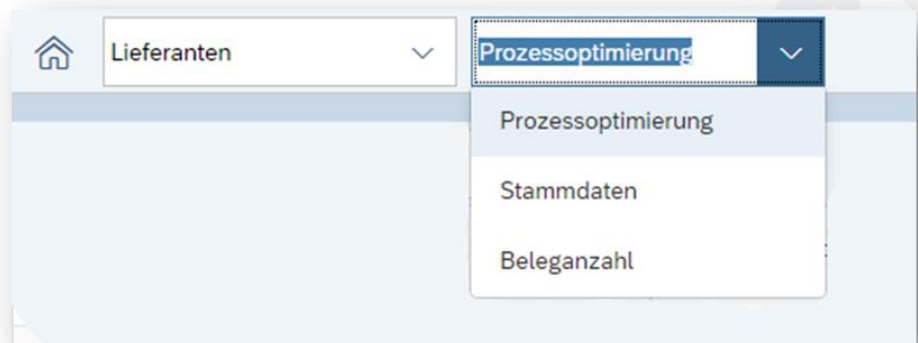 Lieferanten
Prozessoptimierung
Prozessoptimierung
Stammdaten
Beleganzahl